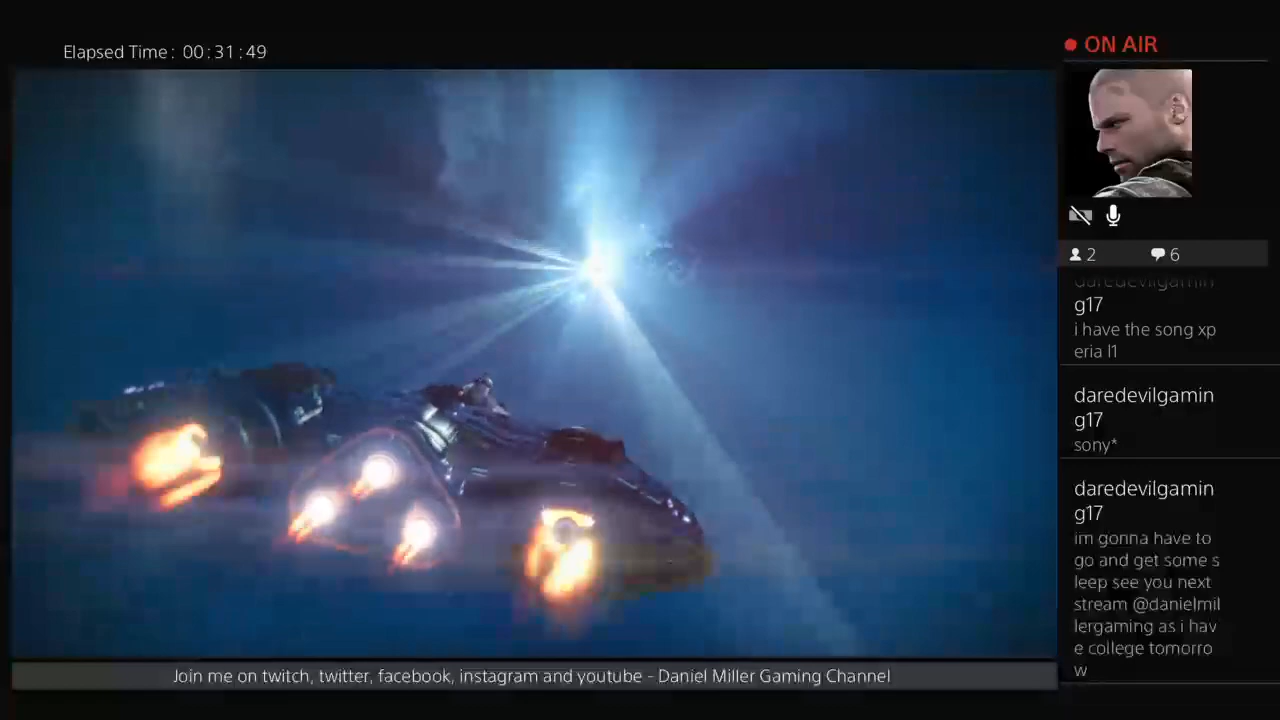 Elapsed Time: 00:31:49
ON AIR
2 6
daredevilgamin
g17
i have the song xp
eria l1
daredevilgamin
g17
sony*
daredevilgamin
g17
im gonna have to
go and get some s
leep see you next
stream @danielmil
lergaming as i hav
e college tomorro
w
Join me on twitch, twitter, facebook, instagram and youtube - Daniel Miller Gaming Channel